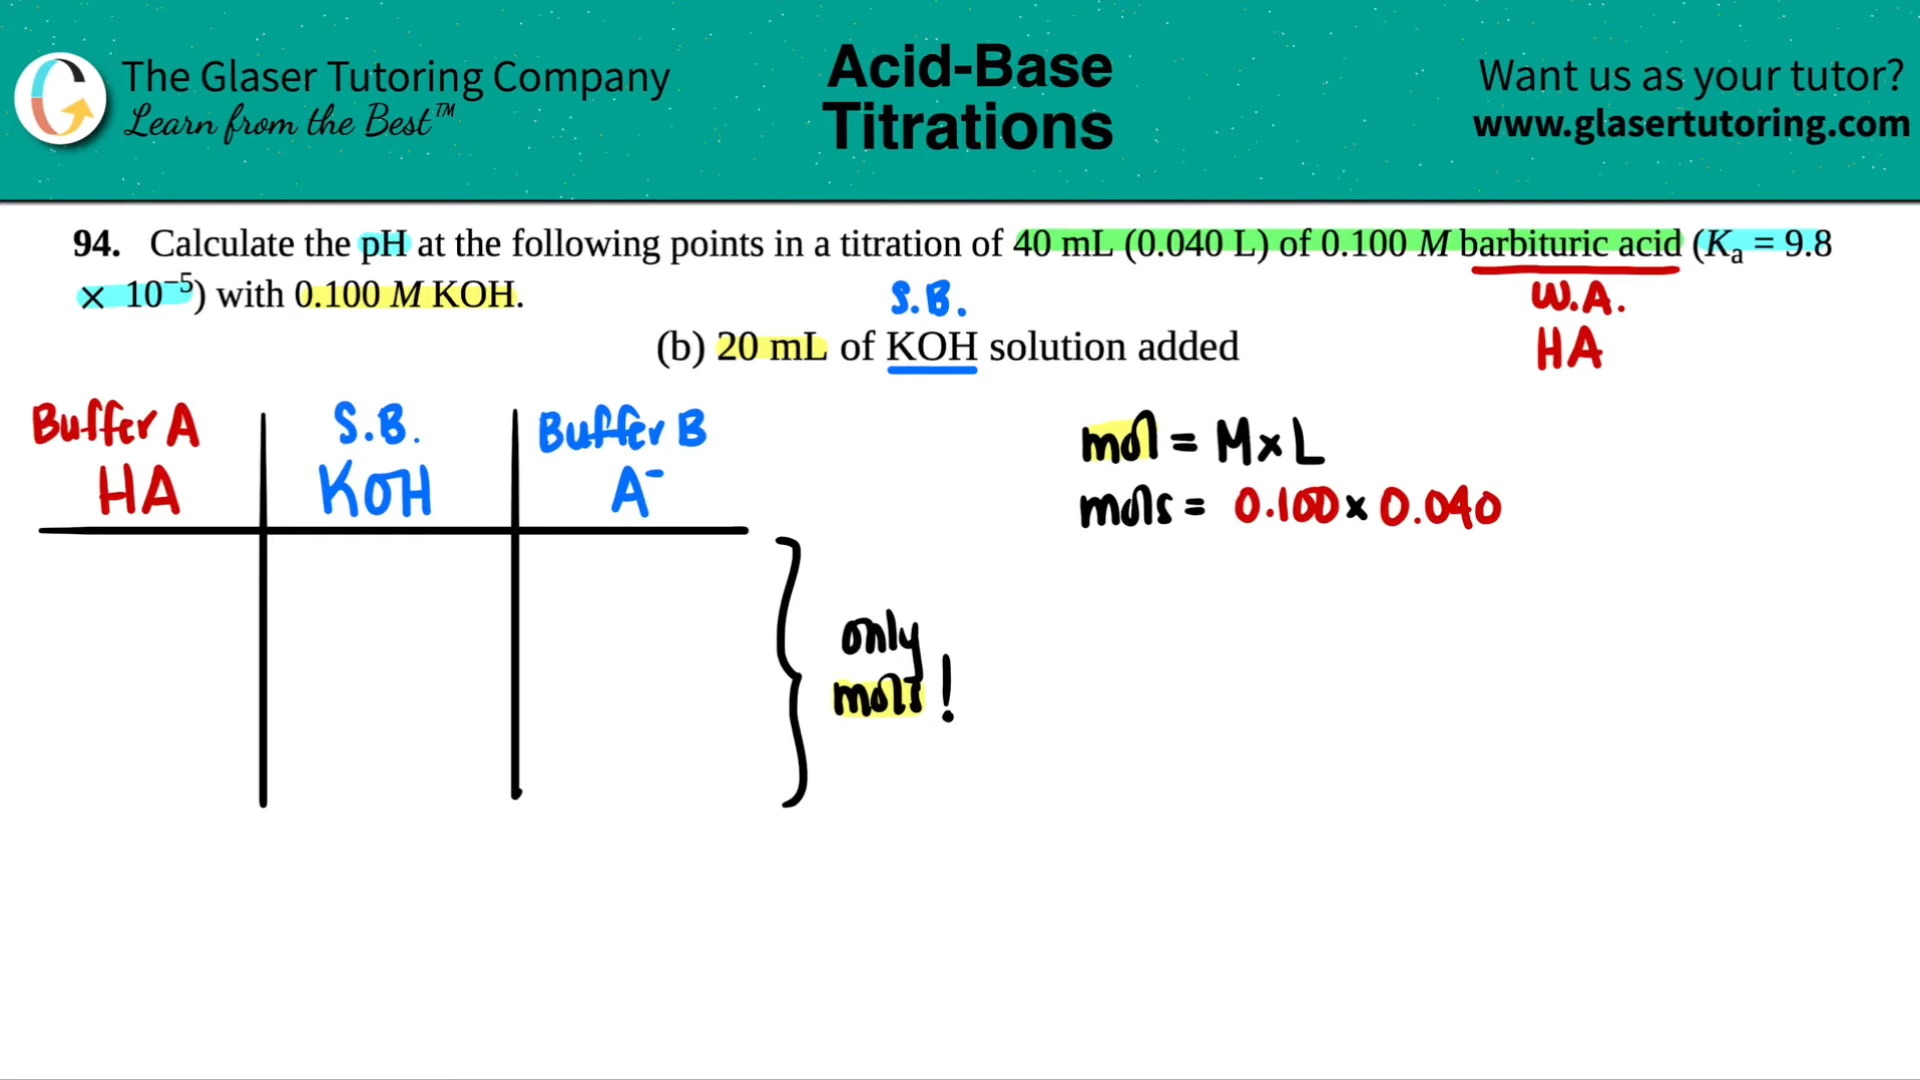 The Glaser Tutoring Company
Learn from the Best™
Acid-Base
Titrations
Want us as your tutor?
www.glasertutoring.com
94. Calculate the pH at the following points in a titration of 40 mL (0.040 L) of 0.100 M barbituric acid (Kₐ = 9.8
× 10⁻⁵) with 0.100 M KOH.
S.B.
W.A.
HA
(b) 20 mL of KOH solution added
Buffer A
HA
S.B.
KOH
Buffer B
A⁻
only
mols!
mol = M×L
mols = 0.100×0.040